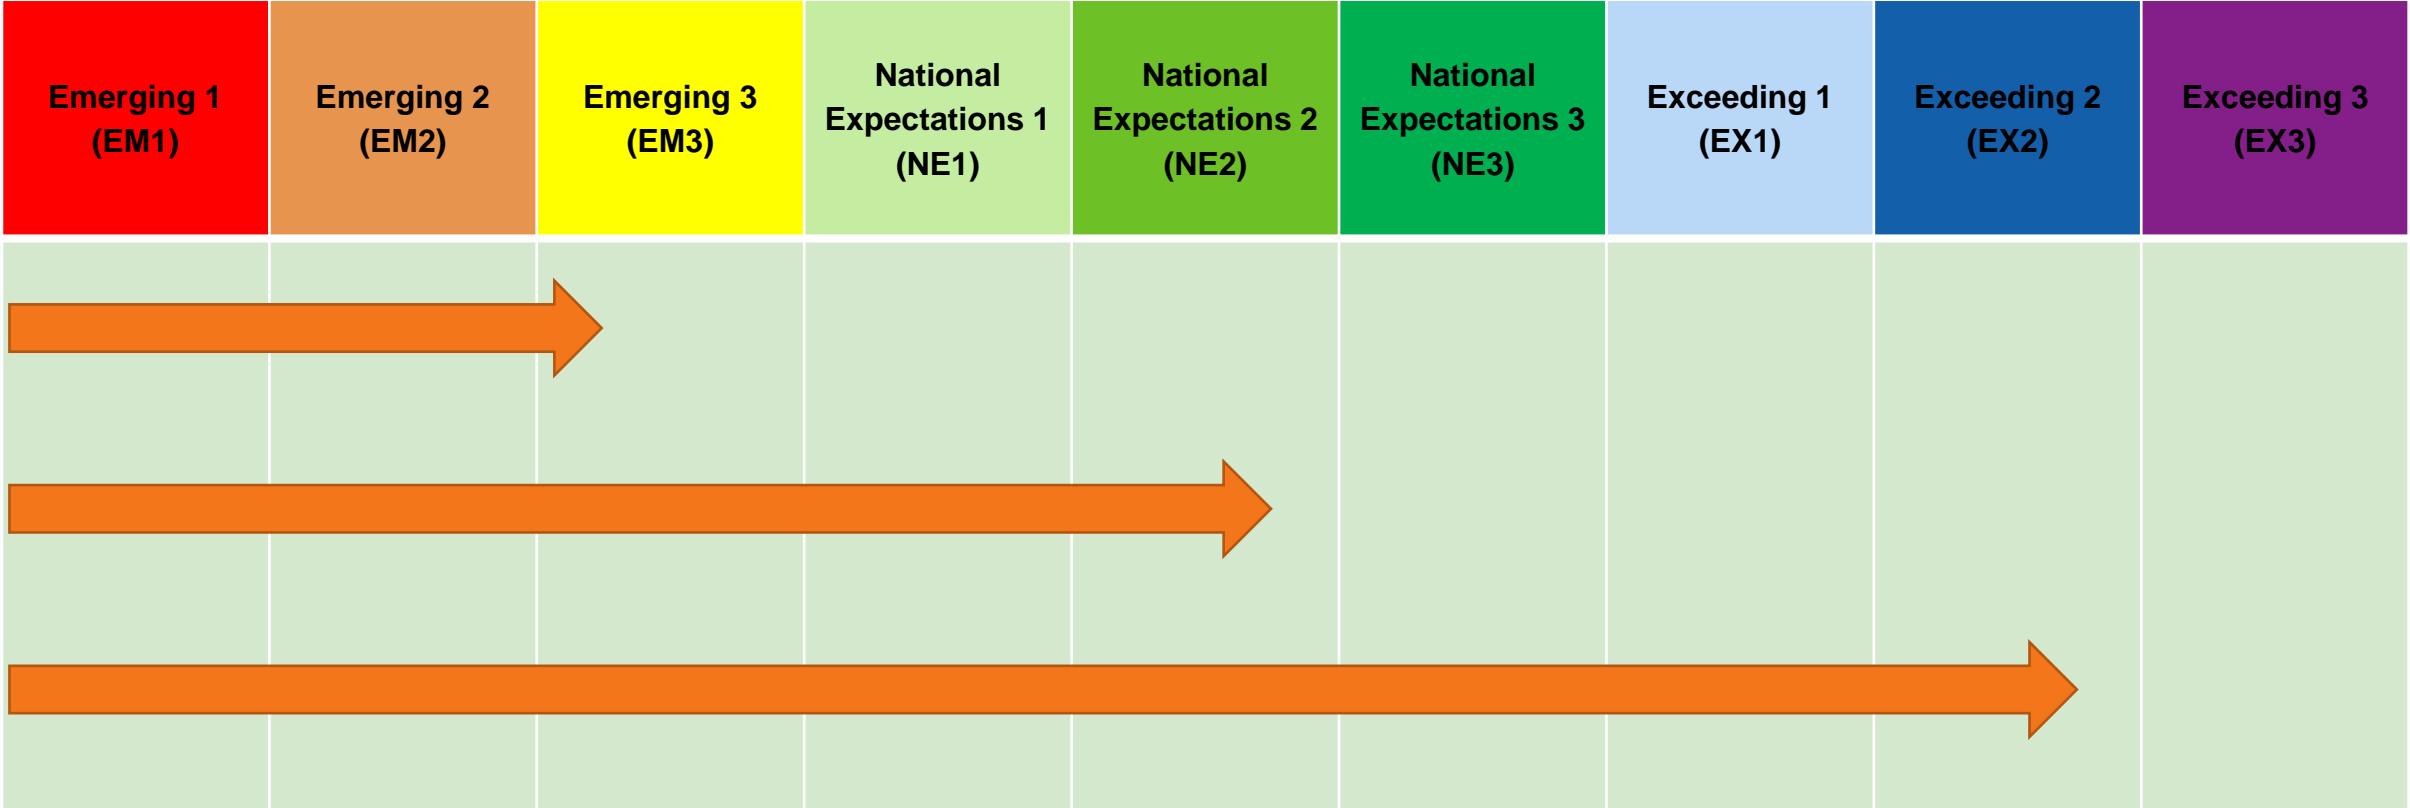 Emerging 1
(EM1)
Emerging 2
(EM2)
Emerging 3
(EM3)
National
Expectations 1
(NE1)
National
Expectations 2
(NE2)
National
Expectations 3
(NE3)
Exceeding 1
(EX1)
Exceeding 2
(EX2)
Exceeding 3
(EX3)